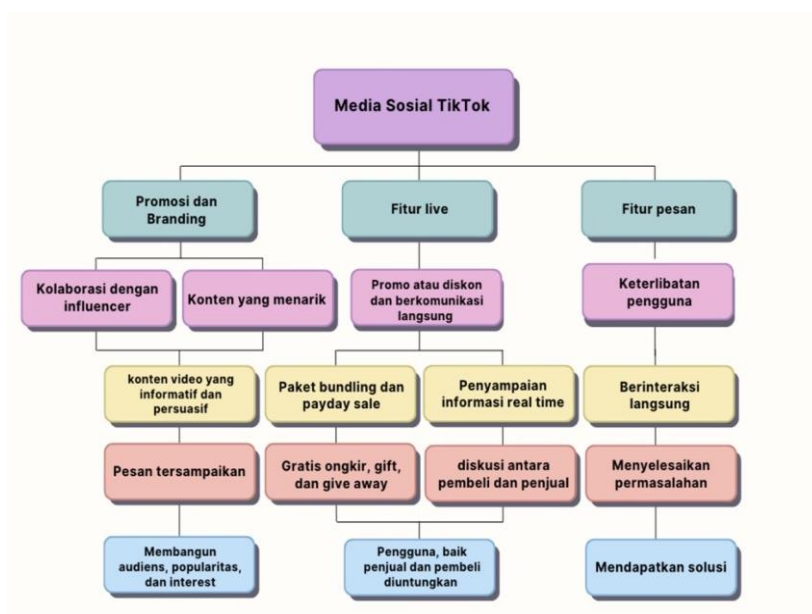 Media Sosial TikTok
Promosi dan
Branding
Fitur live
Fitur pesan
Kolaborasi dengan
influencer
Konten yang menarik
Promo atau diskon
dan berkomunikasi
langsung
Keterlibatan
pengguna
konten video yang
informatif dan
persuasif
Paket bundling dan
payday sale
Penyampaian
informasi real time
Berinteraksi
langsung
Pesan tersampaikan
Gratis ongkir, gift,
dan give away
diskusi antara
pembeli dan penjual
Menyelesaikan
permasalahan
Membangun
audiens, popularitas,
dan interest
Pengguna, baik
penjual dan pembeli
diuntungkan
Mendapatkan solusi